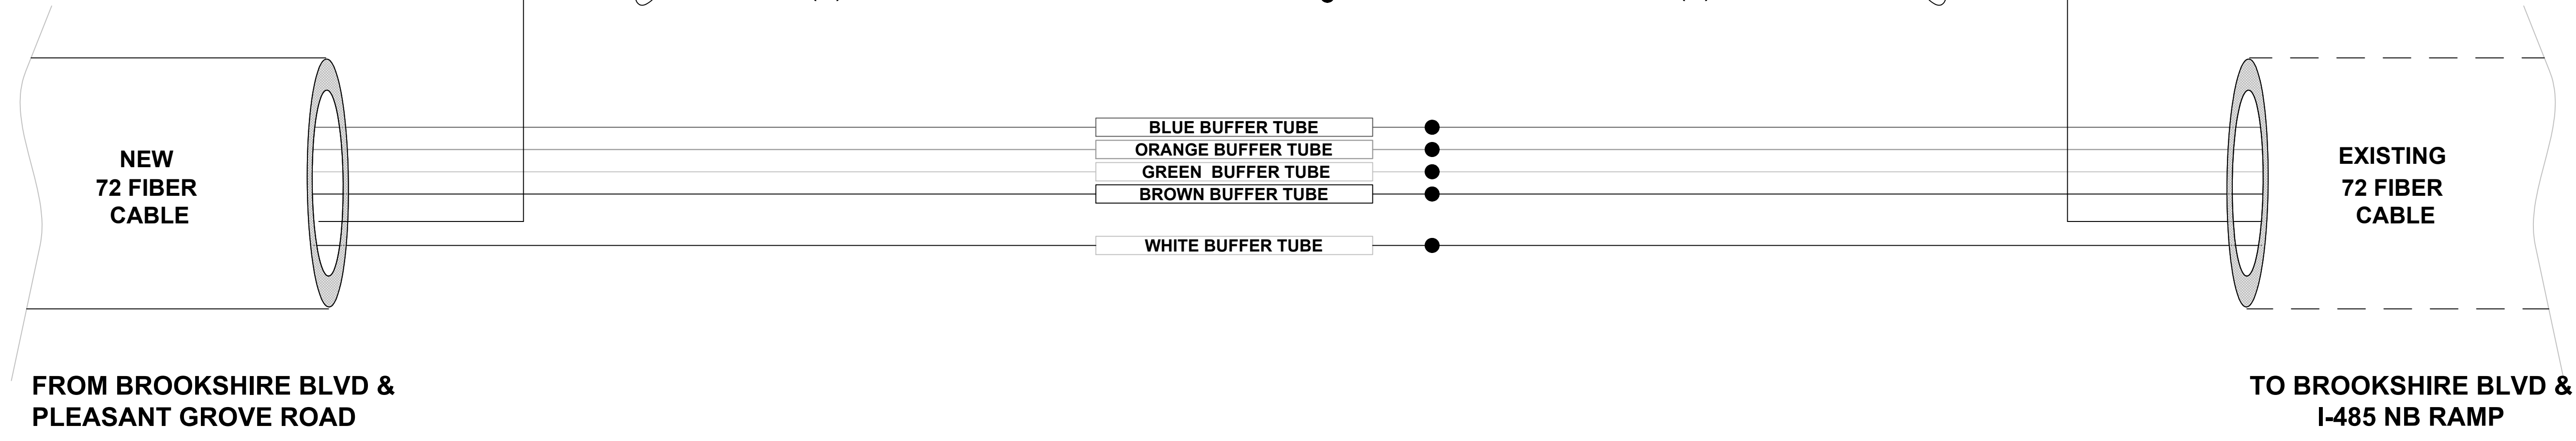 NEW
72 FIBER
CABLE
BLUE BUFFER TUBE
ORANGE BUFFER TUBE
GREEN  BUFFER TUBE
BROWN BUFFER TUBE
WHITE BUFFER TUBE
EXISTING
72 FIBER
CABLE
FROM BROOKSHIRE BLVD &
PLEASANT GROVE ROAD
TO BROOKSHIRE BLVD &
I-485 NB RAMP